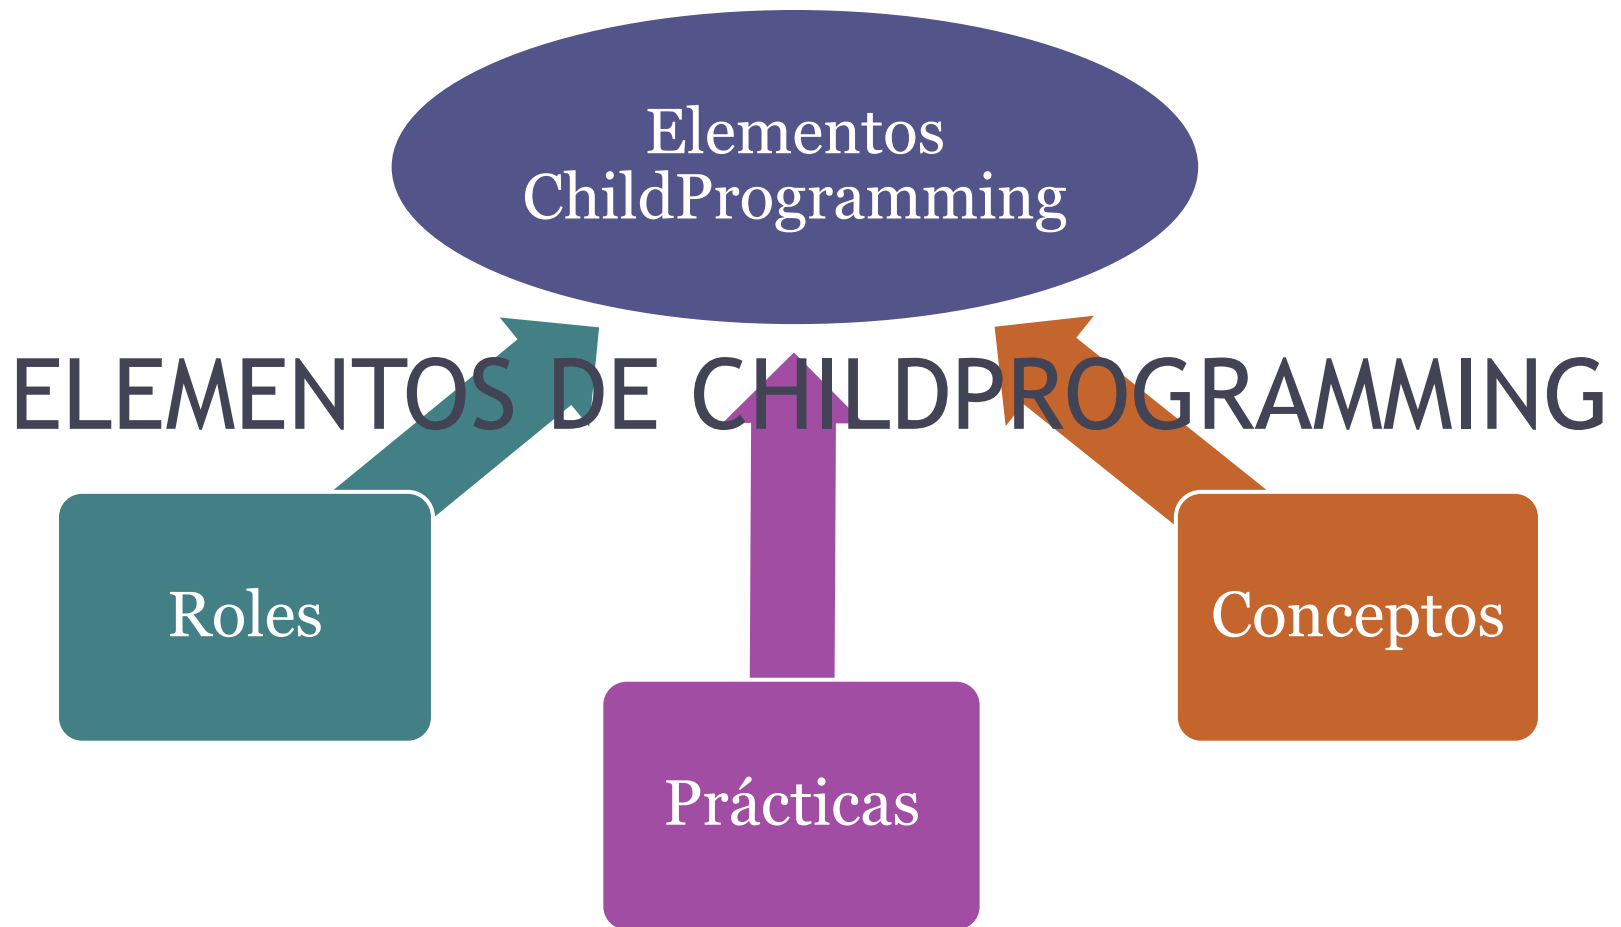 Elementos
ChildProgramming
ELEMENTOS DE CHILDPROGRAMMING
Roles
Conceptos
Prácticas